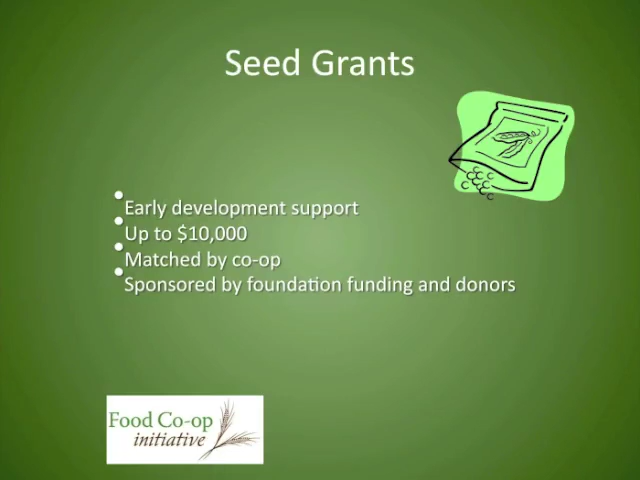 Seed Grants
• Early development support
• Up to $10,000
• Matched by co-op
• Sponsored by foundation funding and donors
Food Co-op
initiative